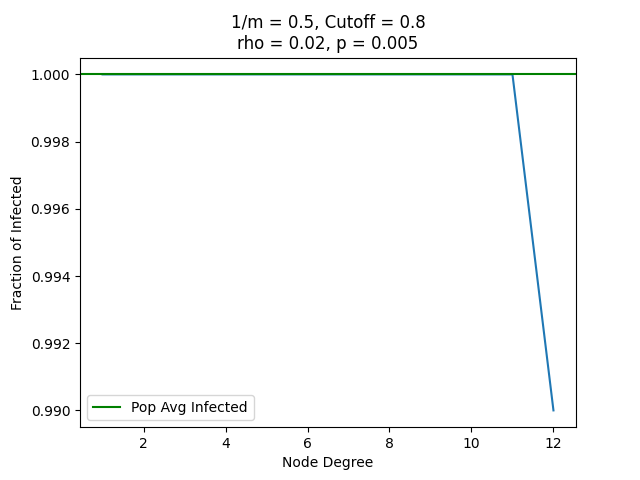 1/m = 0.5, Cutoff = 0.8
rho = 0.02, p = 0.005
1.000
0.998
0.996
0.994
0.992
0.990
Fraction of Infected
Pop Avg Infected
2 4 6 8 10 12
Node Degree